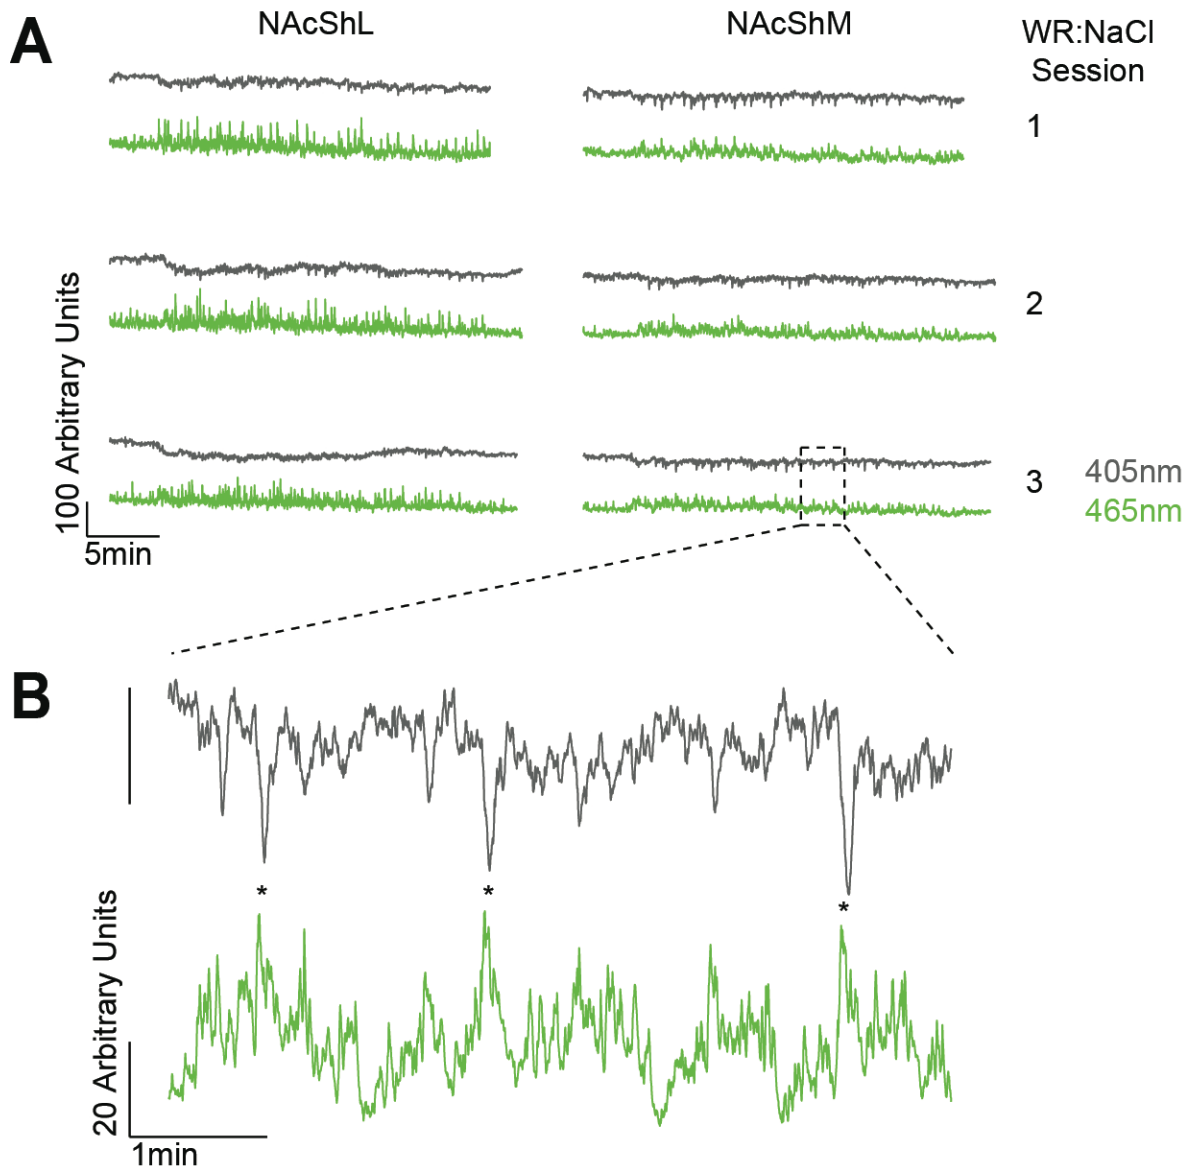 A
NAcShL
NAcShM
WR:NaCl
Session
1
2
3
405nm
465nm
100 Arbitrary Units
5min
B
*
*
*
20 Arbitrary Units
1min